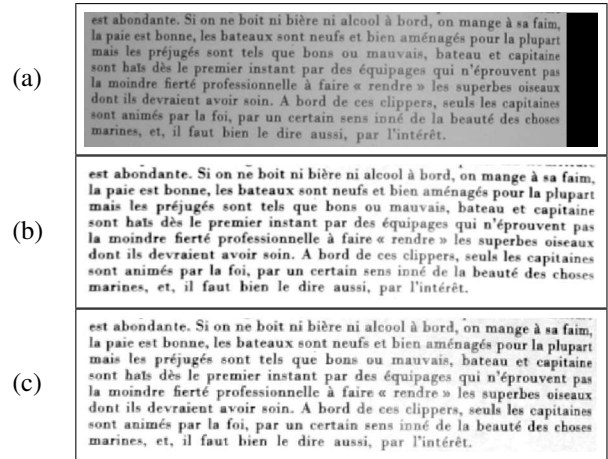 (a)
est abondante. Si on ne boit ni bière ni alcool à bord, on mange à sa faim,
la paie est bonne, les bateaux sont neufs et bien aménagés pour la plupart
mais les préjugés sont tels que bons ou mauvais, bateau et capitaine
sont haïs dès le premier instant par des équipages qui n'éprouvent pas
la moindre fierté professionnelle à faire « rendre » les superbes oiseaux
dont ils devraient avoir soin. A bord de ces clippers, seuls les capitaines
sont animés par la foi, par un certain sens inné de la beauté des choses
marines, et, il faut bien le dire aussi, par l'intérêt.
(b)
est abondante. Si on ne boit ni bière ni alcool à bord, on mange à sa faim,
la paie est bonne, les bateaux sont neufs et bien aménagés pour la plupart
mais les préjugés sont tels que bons ou mauvais, bateau et capitaine
sont haïs dès le premier instant par des équipages qui n'éprouvent pas
la moindre fierté professionnelle à faire « rendre » les superbes oiseaux
dont ils devraient avoir soin. A bord de ces clippers, seuls les capitaines
sont animés par la foi, par un certain sens inné de la beauté des choses
marines, et, il faut bien le dire aussi, par l'intérêt.
(c)
est abondante. Si on ne boit ni bière ni alcool à bord, on mange à sa faim,
la paie est bonne, les bateaux sont neufs et bien aménagés pour la plupart
mais les préjugés sont tels que bons ou mauvais, bateau et capitaine
sont haïs dès le premier instant par des équipages qui n'éprouvent pas
la moindre fierté professionnelle à faire « rendre » les superbes oiseaux
dont ils devraient avoir soin. A bord de ces clippers, seuls les capitaines
sont animés par la foi, par un certain sens inné de la beauté des choses
marines, et, il faut bien le dire aussi, par l'intérêt.